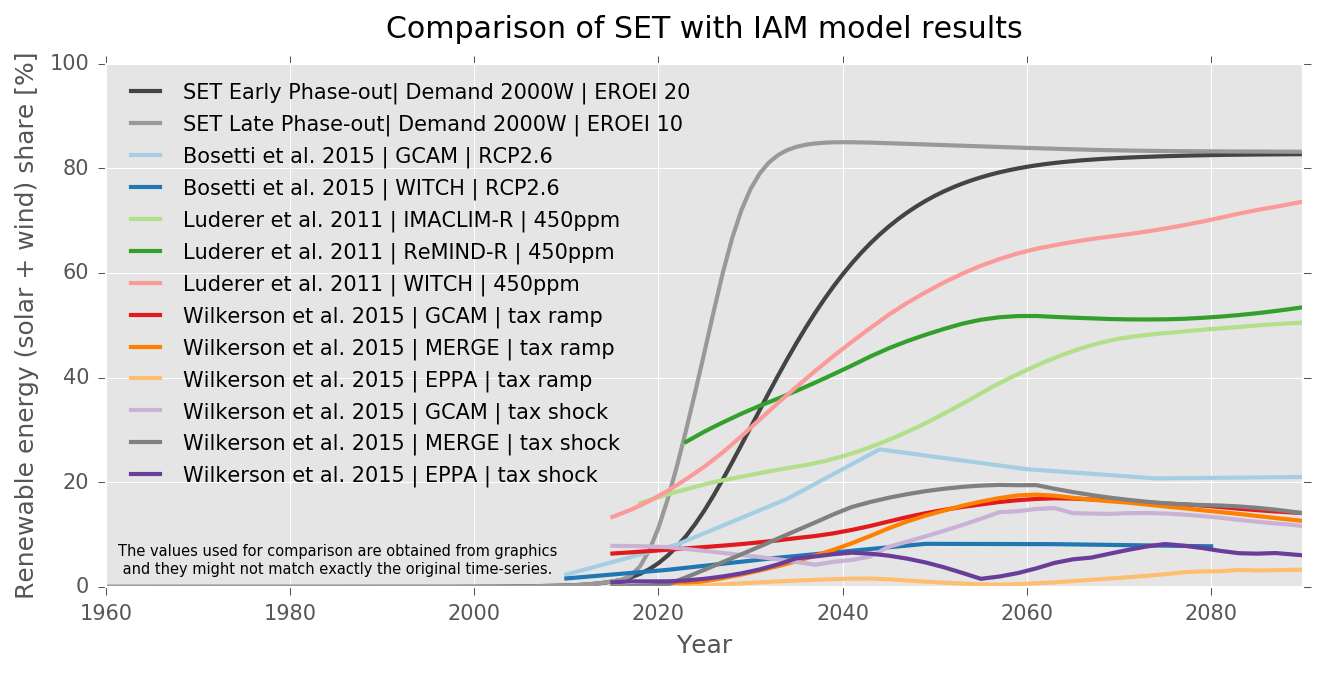 Comparison of SET with IAM model results
Renewable energy (solar + wind) share [%]
100
80
60
40
20
0
SET Early Phase-out| Demand 2000W | EROEI 20
SET Late Phase-out| Demand 2000W | EROEI 10
Bosetti et al. 2015 | GCAM | RCP2.6
Bosetti et al. 2015 | WITCH | RCP2.6
Luderer et al. 2011 | IMACLIM-R | 450ppm
Luderer et al. 2011 | ReMIND-R | 450ppm
Luderer et al. 2011 | WITCH | 450ppm
Wilkerson et al. 2015 | GCAM | tax ramp
Wilkerson et al. 2015 | MERGE | tax ramp
Wilkerson et al. 2015 | EPPA | tax ramp
Wilkerson et al. 2015 | GCAM | tax shock
Wilkerson et al. 2015 | MERGE | tax shock
Wilkerson et al. 2015 | EPPA | tax shock
The values used for comparison are obtained from graphics
and they might not match exactly the original time-series.
1960 1980 2000 2020 2040 2060 2080
Year